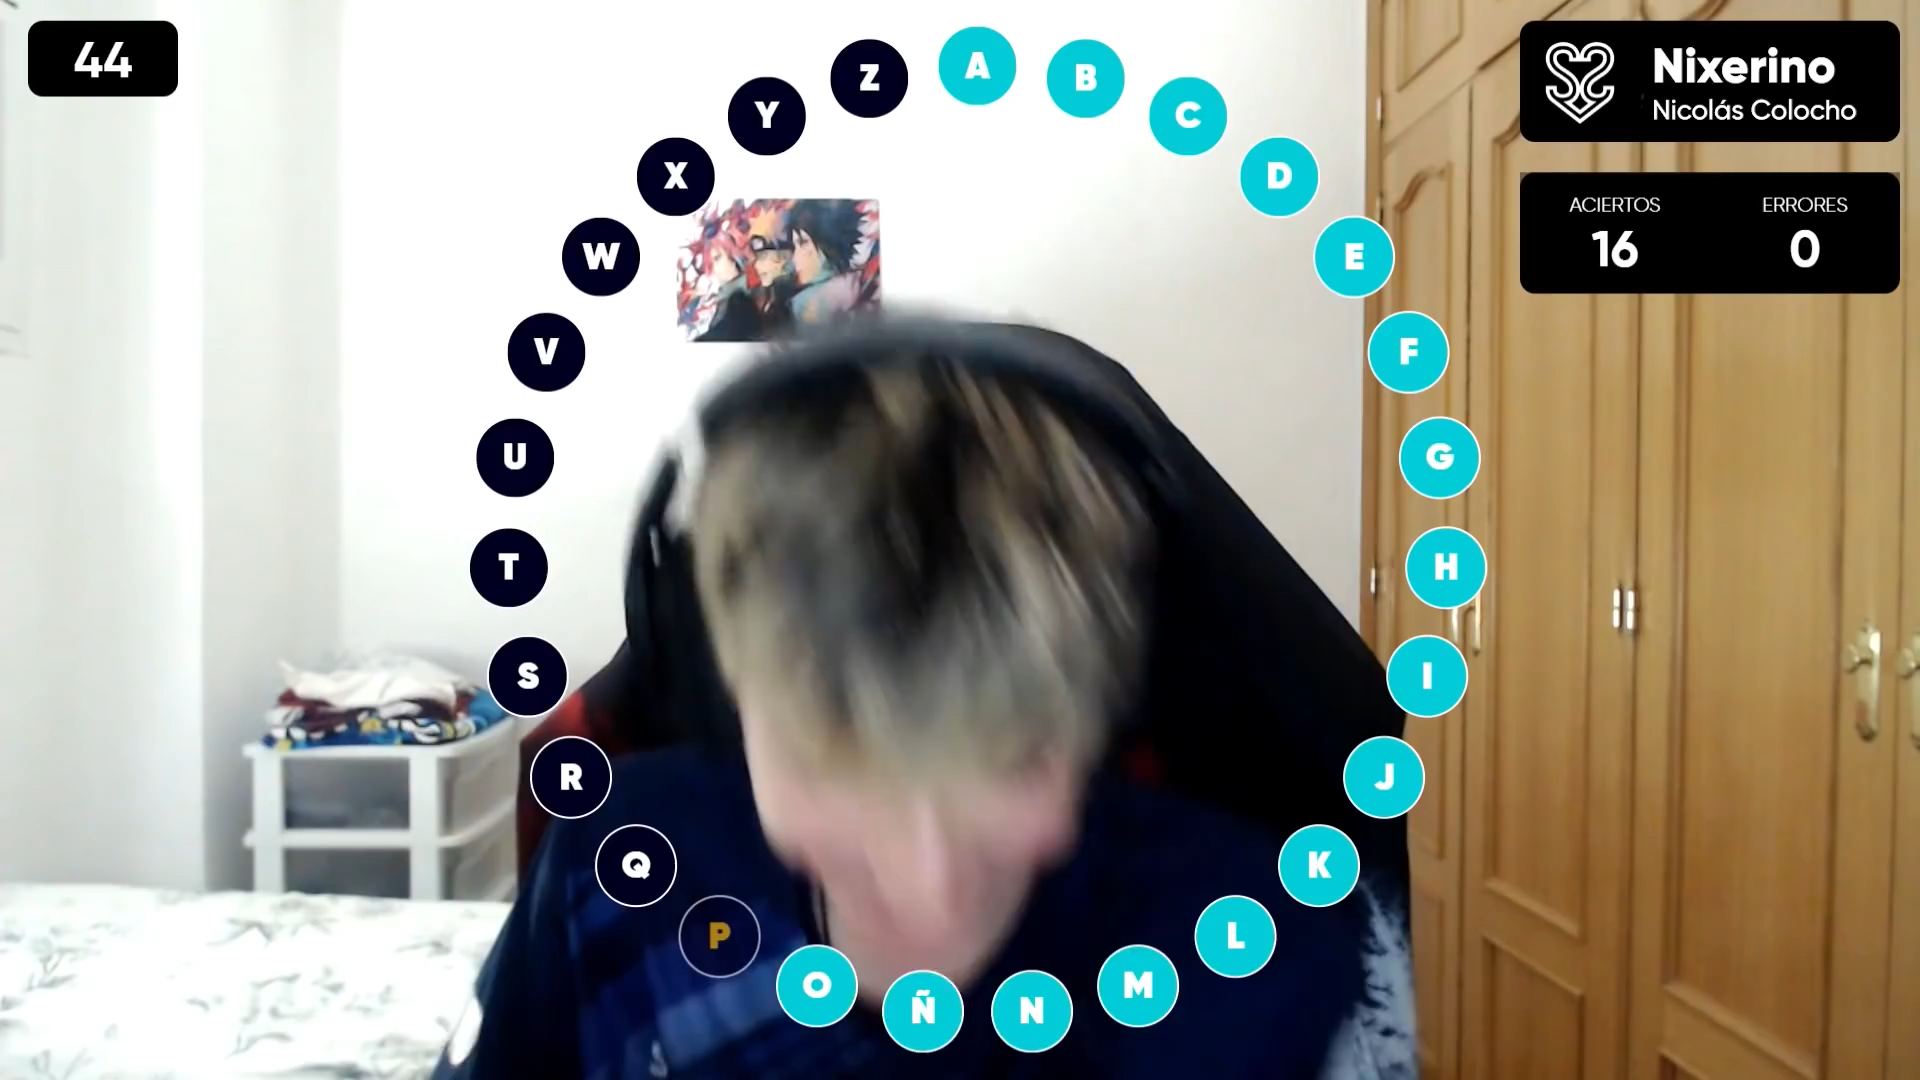 44
Nixerino
Nicolás Colocho
ACIERTOS ERRORES
16 0
A
B
C
D
E
F
G
H
I
J
K
L
M
N
Ñ
O
P
Q
R
S
T
U
V
W
X
Y
Z